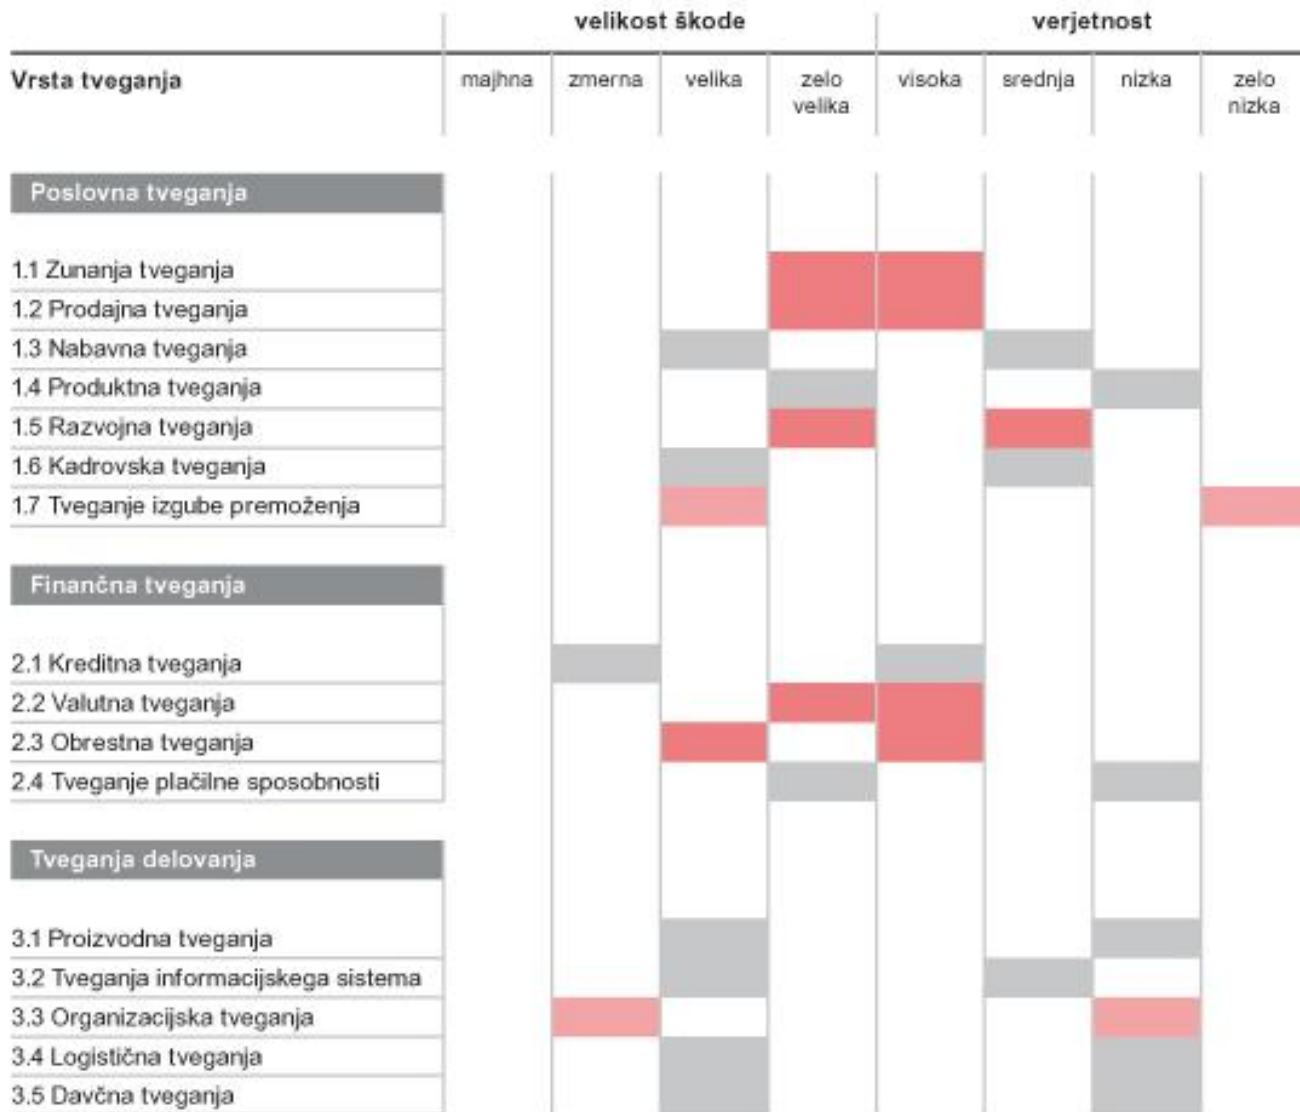 velikost škode verjetnost
Vrsta tveganja majhna zmerna velika zelo velika visoka srednja nizka zelo nizka
Poslovna tveganja
1.1 Zunanja tveganja
1.2 Prodajna tveganja
1.3 Nabavna tveganja
1.4 Produktna tveganja
1.5 Razvojna tveganja
1.6 Kadrovska tveganja
1.7 Tveganje izgube premoženja
Finančna tveganja
2.1 Kreditna tveganja
2.2 Valutna tveganja
2.3 Obrestna tveganja
2.4 Tveganje plačilne sposobnosti
Tveganja delovanja
3.1 Proizvodna tveganja
3.2 Tveganja informacijskega sistema
3.3 Organizacijska tveganja
3.4 Logistična tveganja
3.5 Davčna tveganja